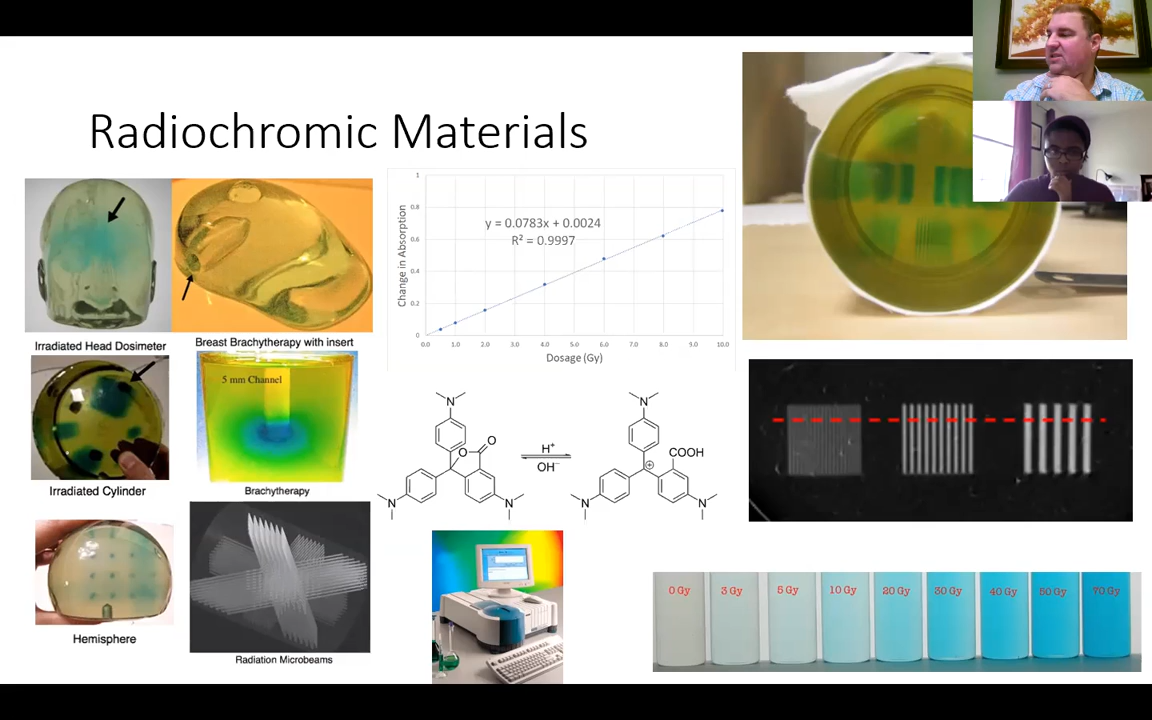 Radiochromic Materials
Irradiated Head Dosimeter
Breast Brachytherapy with insert
5 mm Channel
Irradiated Cylinder
Brachytherapy
Hemisphere
Radiation Microbeams
Change in Absorption
1
0.8
0.6
0.4
0.2
0
y = 0.0783x + 0.0024
R² = 0.9997
0.0 1.0 2.0 3.0 4.0 5.0 6.0 7.0 8.0 9.0 10.0
Dosage (Gy)
N
O
O
N
N
H⁺
OH⁻
N
COOH
⊕
N
N
0 Gy 3 Gy 5 Gy 10 Gy 20 Gy 30 Gy 40 Gy 50 Gy 70 Gy